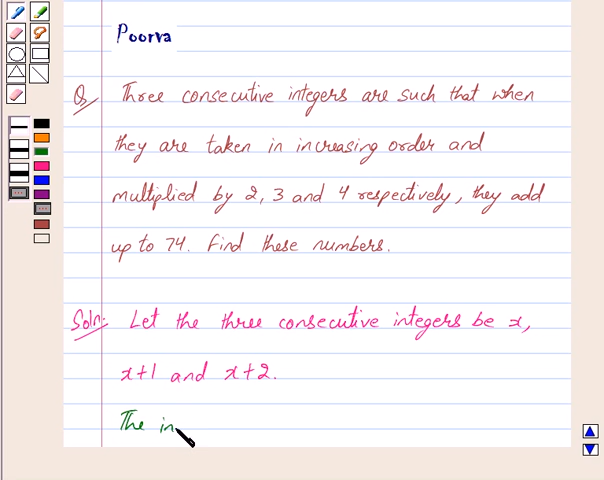 Poorva
Q/ Three consecutive integers are such that when
they are taken in increasing order and
multiplied by 2, 3 and 4 respectively, they add
up to 74. Find these numbers.
Soln: Let the three consecutive integers be x,
x+1 and x+2.
The in